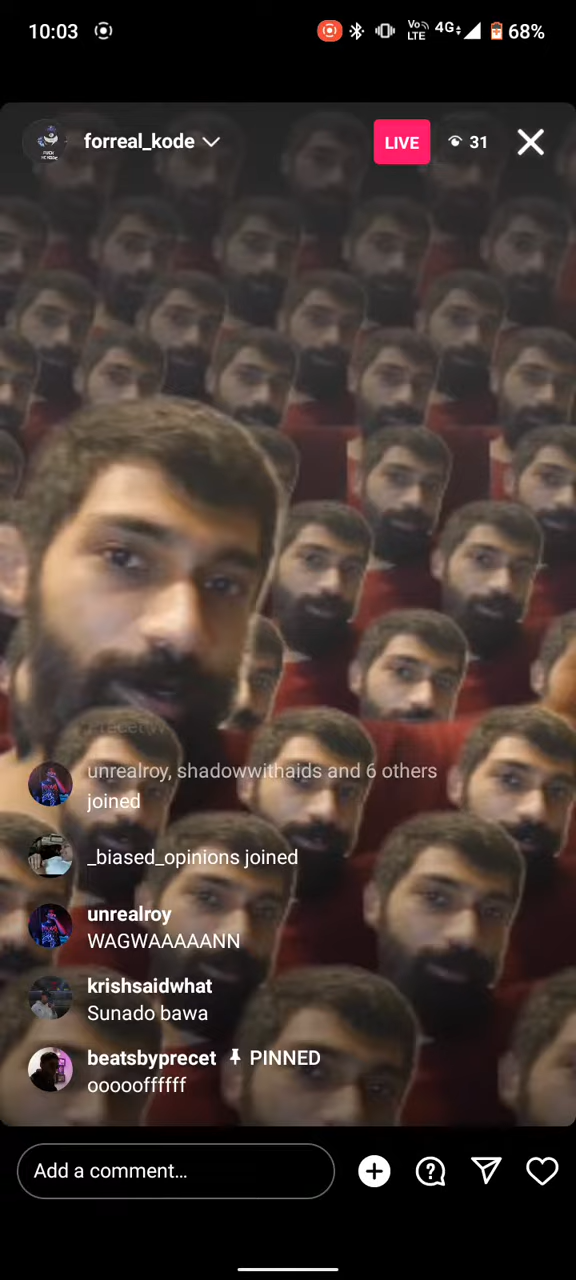 10:03
Vo LTE 4G 68%
forreal_kode
LIVE 31
unrealroy, shadowwithaids and 6 others
joined
_biased_opinions joined
unrealroy
WAGWAAAAANN
krishsaidwhat
Sunado bawa
beatsbyprecet PINNED
oooooffffff
Add a comment...